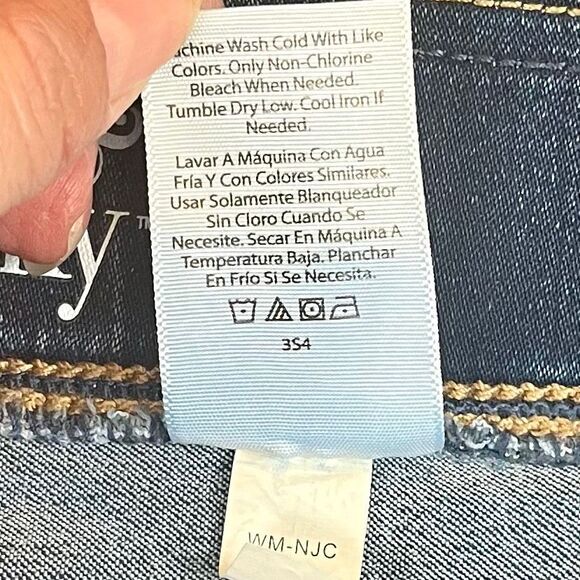 chine Wash Cold With Like
Colors. Only Non-Chlorine
Bleach When Needed.
Tumble Dry Low. Cool Iron If
Needed.
Lavar A Máquina Con Agua
Fría Y Con Colores Similares.
Usar Solamente Blanqueador
Sin Cloro Cuando Se
Necesite. Secar En Máquina A
Temperatura Baja. Planchar
En Frío Si Se Necesita.
3S4
y TM
WM-NJC